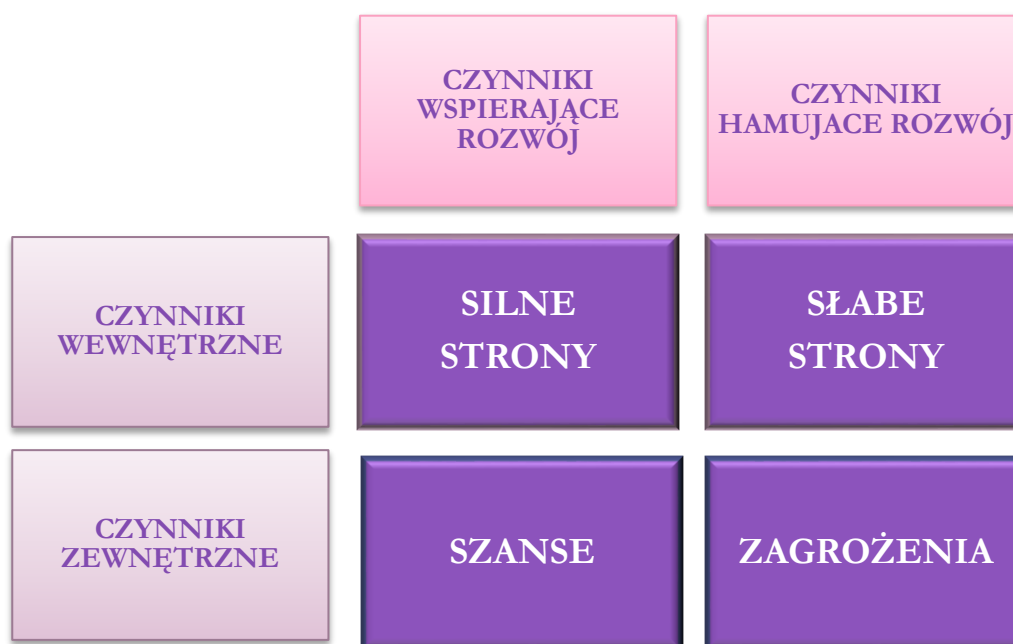 CZYNNIKI
WSPIERAJĄCE
ROZWÓJ
CZYNNIKI
HAMUJACE ROZWÓJ
CZYNNIKI
WEWNĘTRZNE
SILNE
STRONY
SŁABE
STRONY
CZYNNIKI
ZEWNĘTRZNE
SZANSE
ZAGROŻENIA